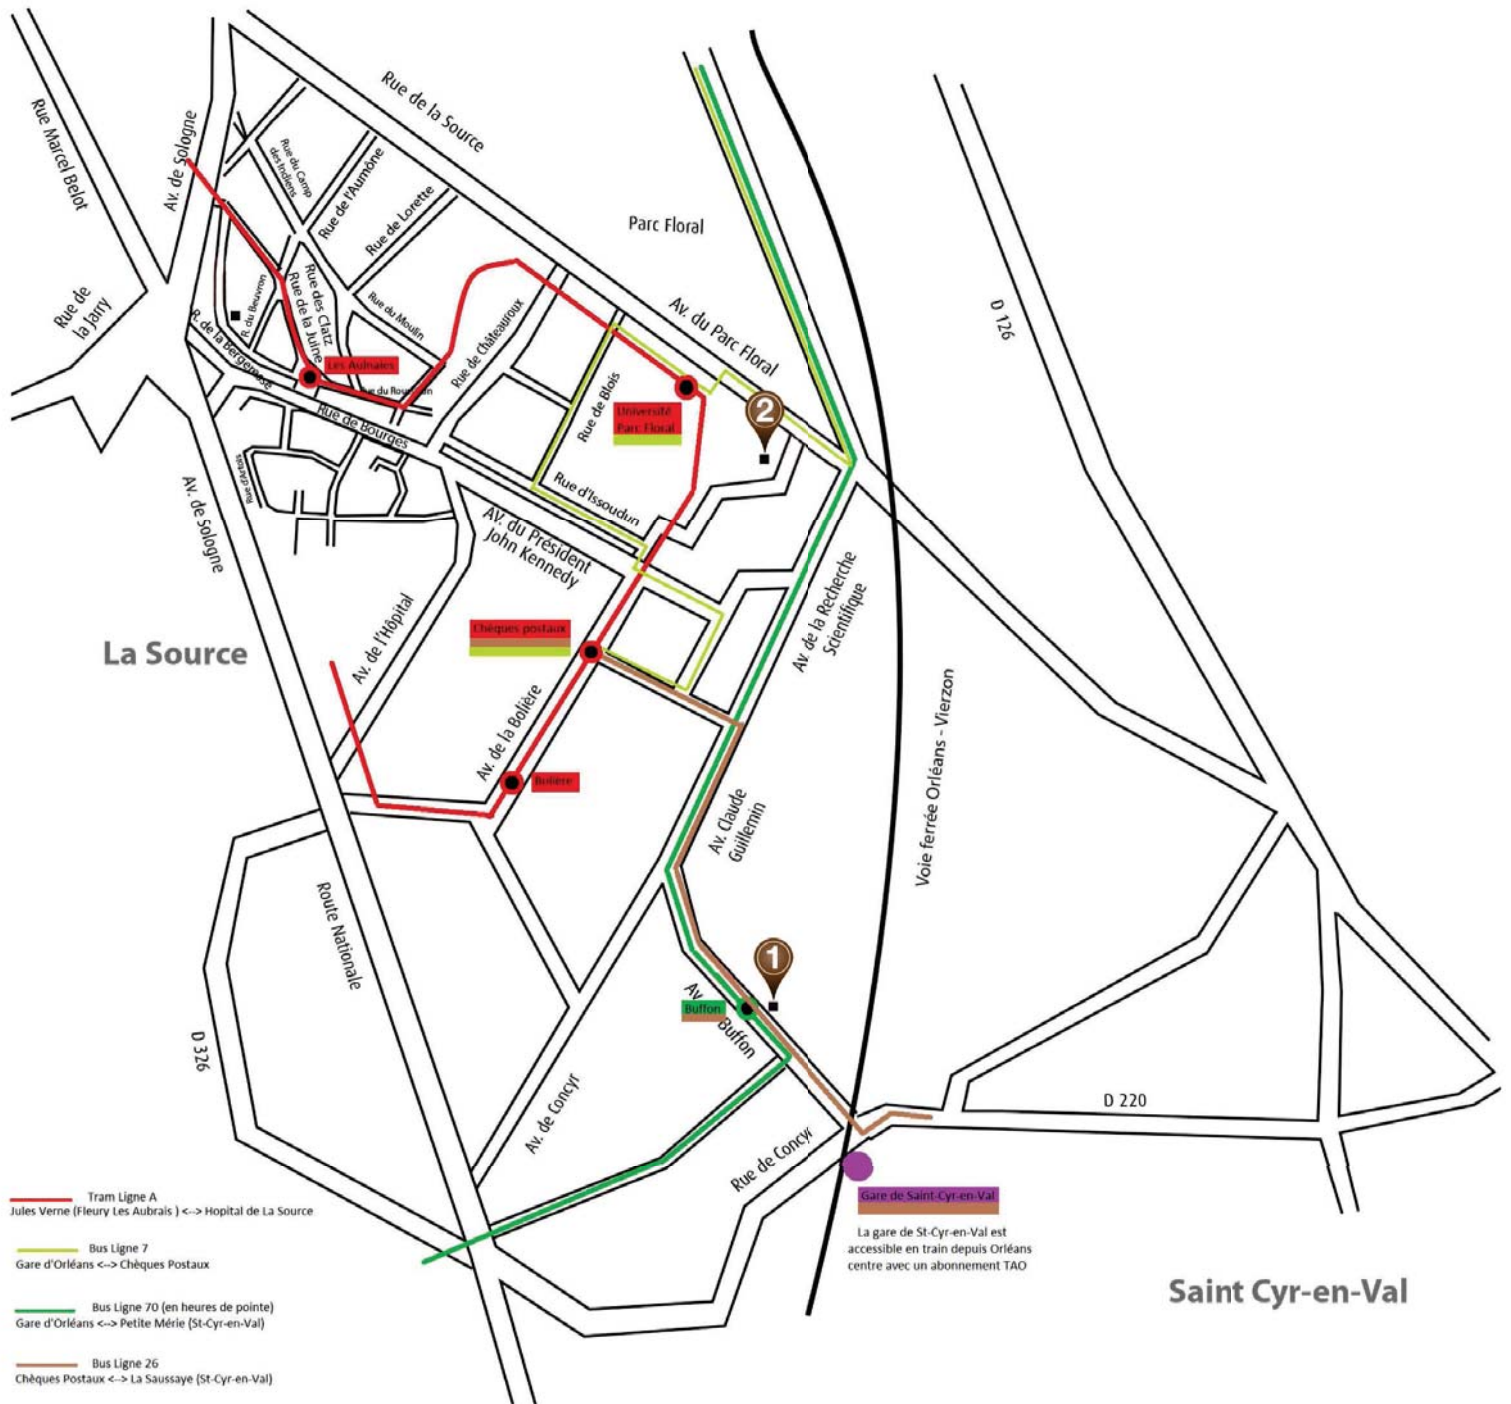 Rue de la Source
Rue Marcel Belot
Av. de Sologne
Rue du Camp
des Indiens
Rue de l'Aumône
Rue de Lorette
Parc Floral
Rue de
la Jarry
R. du Beuvron
Rue des Clatz
Rue de la Juine
Rue du Moulin
Rue de Châteauroux
Av. du Parc Floral
D 126
R. de la Bergeresse
Les Aulnaies
Rue de Bourges
Rue de Blois
Université
Parc Floral
2
Rue d'Artois
Av. de Sologne
Rue d'Issoudun
AV. du Président
John Kennedy
Av. de la Recherche
Scientifique
Av. de l'Hôpital
La Source
Chèques postaux
Av. de la Bolière
Bolière
Voie ferrée Orléans - Vierzon
Av. Claude
Guillemin
Route Nationale
1
Buffon
Av.
Buffon
D 326
Av. de Concyr
D 220
Rue de Concyr
Gare de Saint-Cyr-en-Val
La gare de St-Cyr-en-Val est
accessible en train depuis Orléans
centre avec un abonnement TAO
Saint Cyr-en-Val
Tram Ligne A
Jules Verne (Fleury Les Aubrais ) <--> Hopital de La Source
Bus Ligne 7
Gare d'Orléans <--> Chèques Postaux
Bus Ligne 70 (en heures de pointe)
Gare d'Orléans <--> Petite Mérie (St-Cyr-en-Val)
Bus Ligne 26
Chèques Postaux <--> La Saussaye (St-Cyr-en-Val)